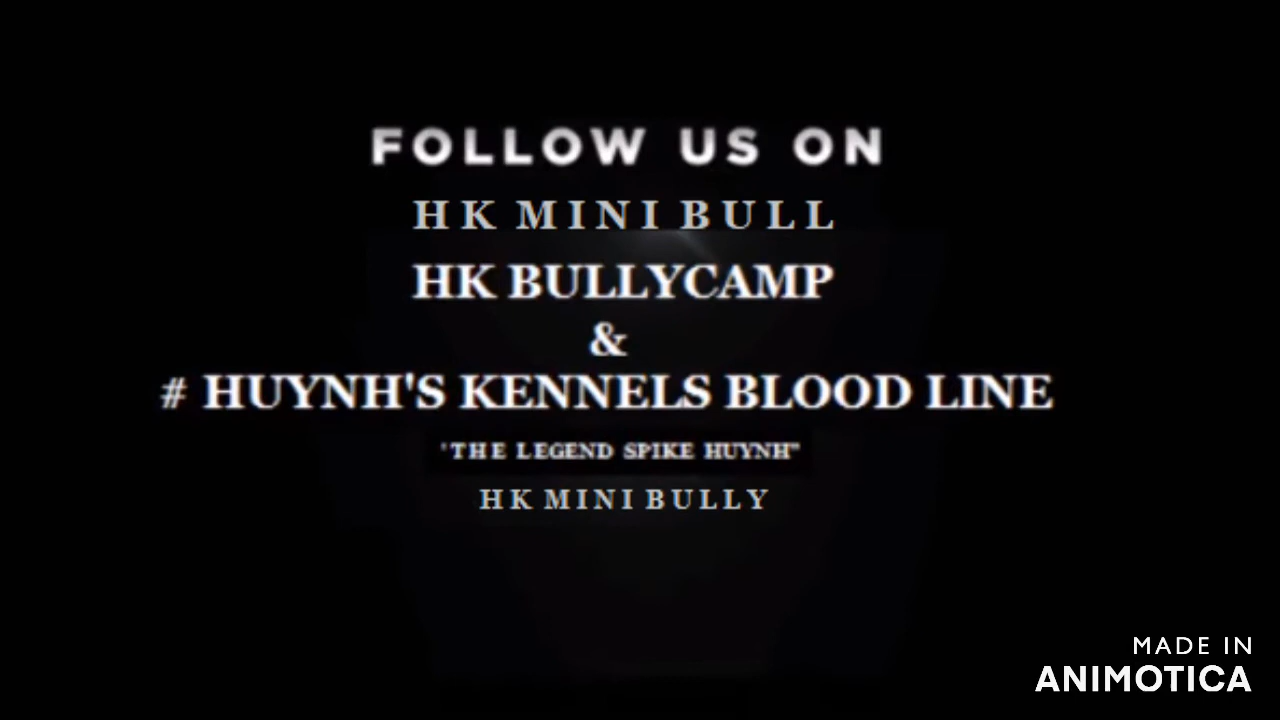 FOLLOW US ON
HK MINI BULL
HK BULLYCAMP
&
# HUYNH'S KENNELS BLOOD LINE
'THE LEGEND SPIKE HUYNH"
HK MINI BULLY
MADE IN
ANIMOTICA